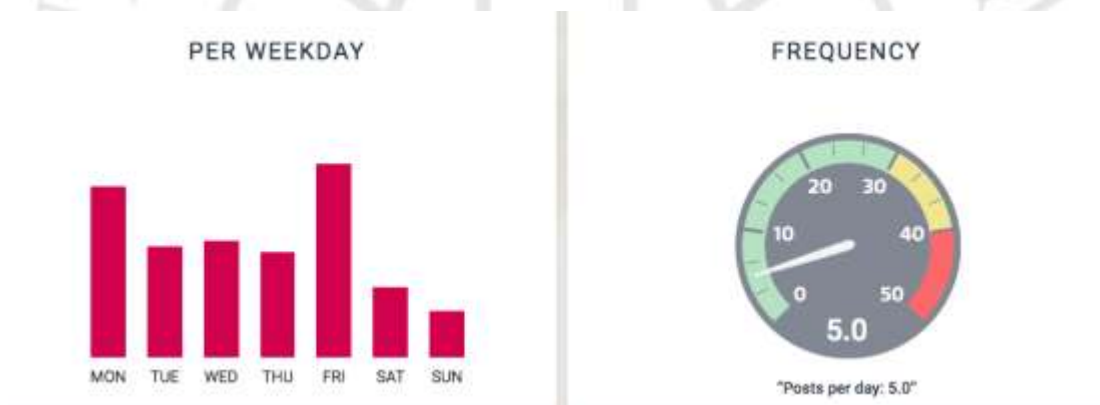 PER WEEKDAY
MON TUE WED THU FRI SAT SUN
FREQUENCY
20 30
10 40
0 50
5.0
"Posts per day: 5.0"